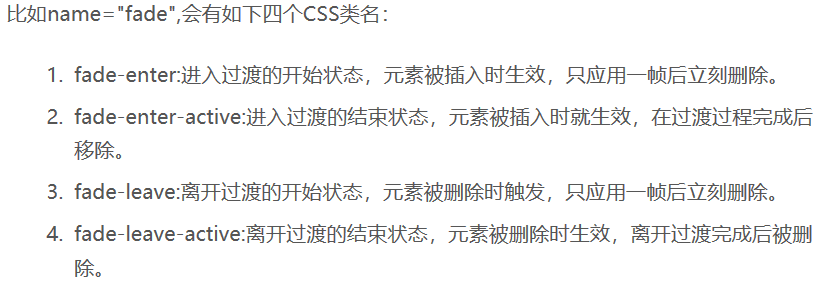 比如name="fade",会有如下四个CSS类名：
1. fade-enter:进入过渡的开始状态，元素被插入时生效，只应用一帧后立刻删除。
2. fade-enter-active:进入过渡的结束状态，元素被插入时就生效，在过渡过程完成后
移除。
3. fade-leave:离开过渡的开始状态，元素被删除时触发，只应用一帧后立刻删除。
4. fade-leave-active:离开过渡的结束状态，元素被删除时生效，离开过渡完成后被删
除。